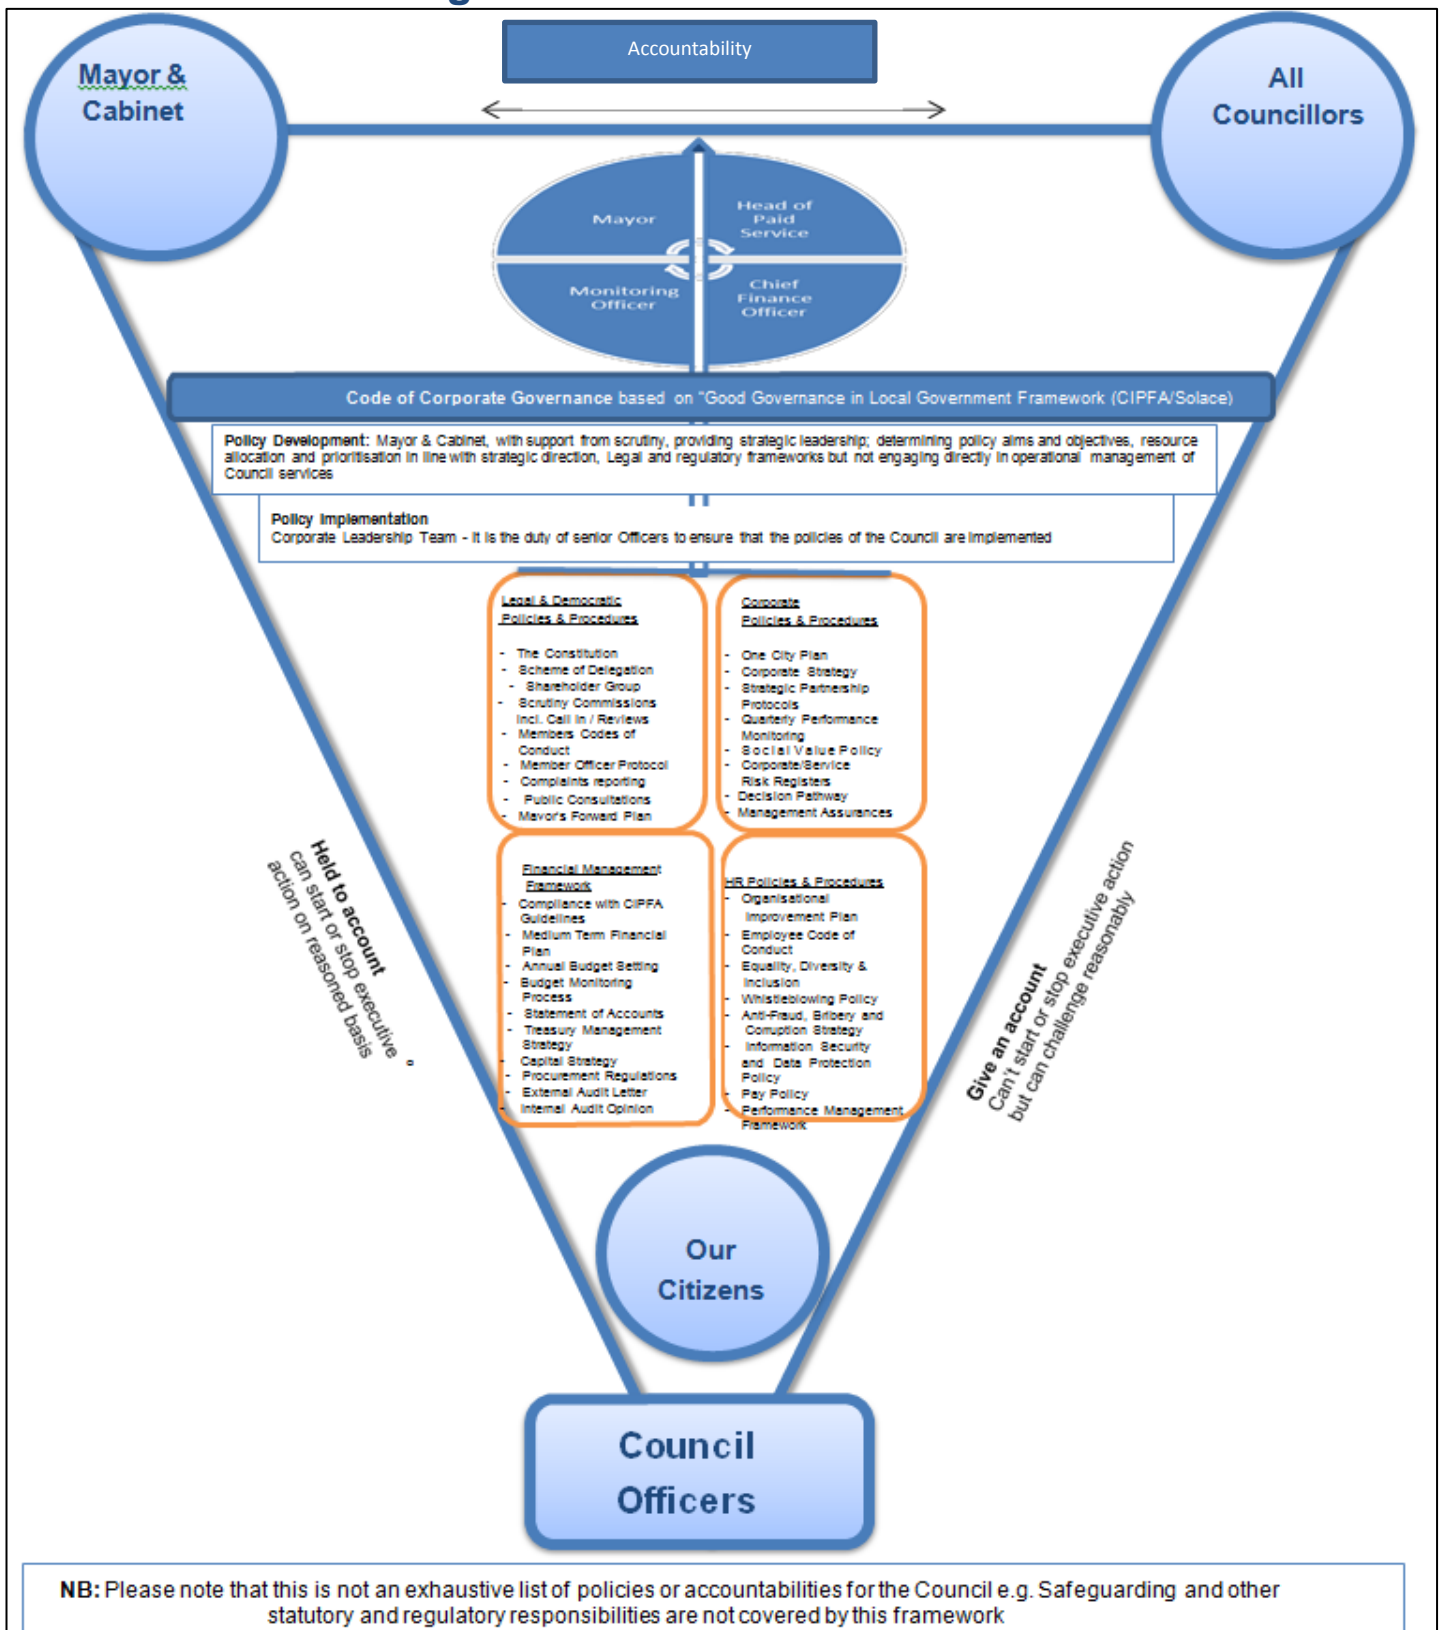 Accountability
Mayor &
Cabinet
All
Councillors
Mayor
Head of
Paid
Service
Monitoring
Officer
Chief
Finance
Officer
Code of Corporate Governance based on "Good Governance in Local Government Framework (CIPFA/Solace)
Policy Development: Mayor & Cabinet, with support from scrutiny, providing strategic leadership; determining policy aims and objectives, resource
allocation and prioritisation in line with strategic direction, Legal and regulatory frameworks but not engaging directly in operational management of
Council services
Policy Implementation
Corporate Leadership Team - It is the duty of senior Officers to ensure that the policies of the Council are implemented
Legal & Democratic
Policies & Procedures
- The Constitution
- Scheme of Delegation
- Shareholder Group
- Scrutiny Commissions
Incl. Call In / Reviews
- Members Codes of
Conduct
- Member Officer Protocol
- Complaints reporting
- Public Consultations
- Mayor's Forward Plan
Corporate
Policies & Procedures
- One City Plan
- Corporate Strategy
- Strategic Partnership
Protocols
- Quarterly Performance
Monitoring
- Social Value Policy
- Corporate/Service
Risk Registers
- Decision Pathway
- Management Assurances
Financial Management
Framework
- Compliance with CIPFA
Guidelines
- Medium Term Financial
Plan
- Annual Budget Setting
- Budget Monitoring
Process
- Statement of Accounts
- Treasury Management
Strategy
- Capital Strategy
- Procurement Regulations
- External Audit Letter
- Internal Audit Opinion
HR Policies & Procedures
- Organisational
Improvement Plan
- Employee Code of
Conduct
- Equality, Diversity &
Inclusion
- Whistleblowing Policy
- Anti-Fraud, Bribery and
Corruption Strategy
- Information Security
and Data Protection
Policy
- Pay Policy
- Performance Management
Framework
Held to account
can start or stop executive
action on reasoned basis
Give an account
Can't start or stop executive action
but can challenge reasonably
Our
Citizens
Council
Officers
NB: Please note that this is not an exhaustive list of policies or accountabilities for the Council e.g. Safeguarding and other
statutory and regulatory responsibilities are not covered by this framework